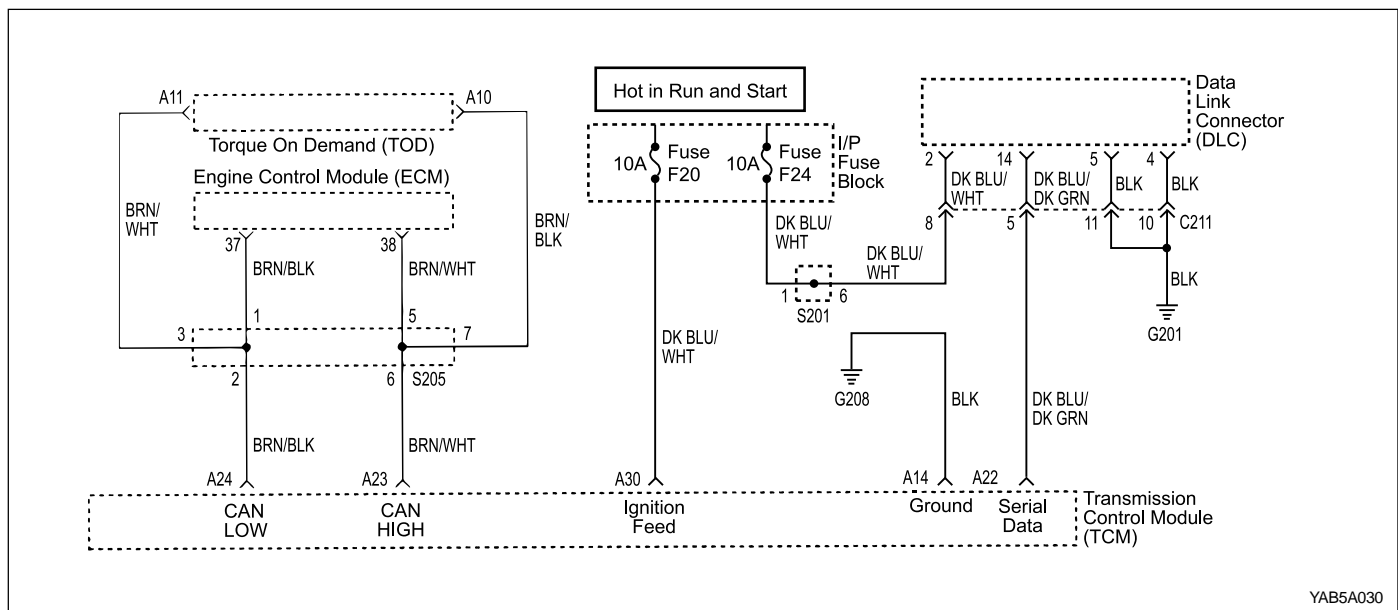 Hot in Run and Start
A11
A10
Torque On Demand (TOD)
Engine Control Module (ECM)
10A
Fuse
F20
10A
Fuse
F24
I/P
Fuse
Block
Data
Link
Connector
(DLC)
2
14
5
4
DK BLU/
WHT
DK BLU/
DK GRN
BLK
BLK
8
5
11
10
C211
BRN/
WHT
BRN/
BLK
37
38
BRN/BLK
BRN/WHT
DK BLU/
WHT
DK BLU/
WHT
1
6
S201
BLK
G201
3
1
5
7
2
6
S205
DK BLU/
WHT
G208
BLK
DK BLU/
DK GRN
BRN/BLK
BRN/WHT
A24
A23
A30
A14
A22
CAN
LOW
CAN
HIGH
Ignition
Feed
Ground
Serial
Data
Transmission
Control Module
(TCM)
YAB5A030